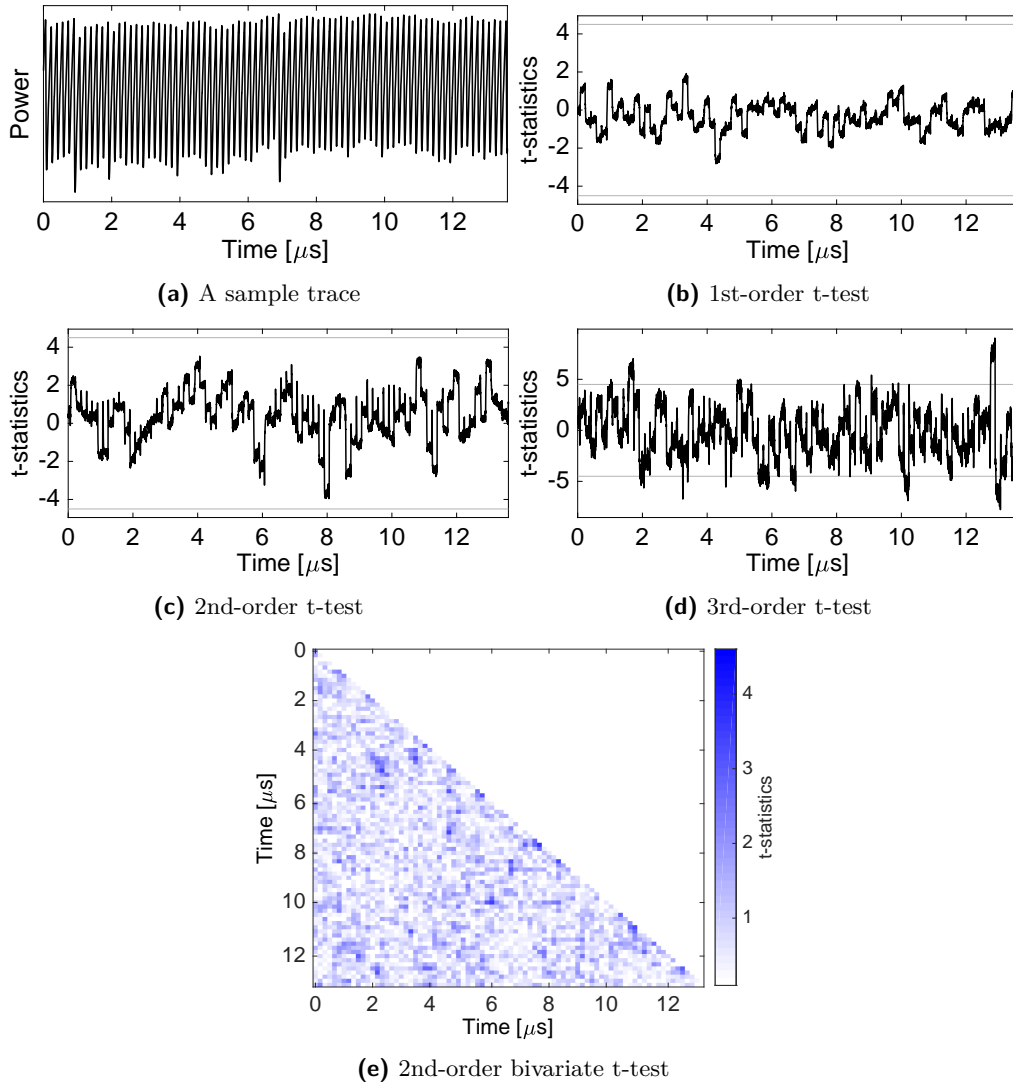 Power
0 2 4 6 8 10 12
Time [μs]
(a) A sample trace
t-statistics
4
2
0
-2
-4
0 2 4 6 8 10 12
Time [μs]
(b) 1st-order t-test
t-statistics
4
2
0
-2
-4
0 2 4 6 8 10 12
Time [μs]
(c) 2nd-order t-test
t-statistics
5
0
-5
0 2 4 6 8 10 12
Time [μs]
(d) 3rd-order t-test
Time [μs]
0
2
4
6
8
10
12
0 2 4 6 8 10 12
Time [μs]
4
3
2
1
t-statistics
(e) 2nd-order bivariate t-test